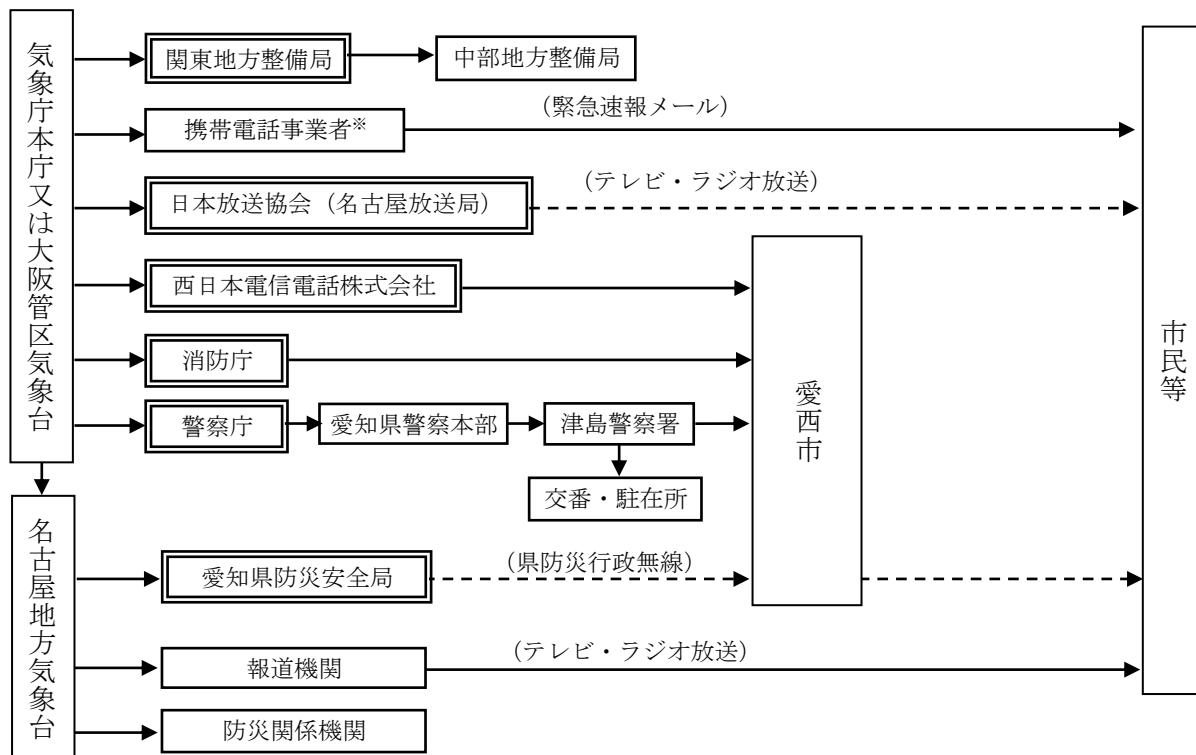 気象庁本庁又は大阪管区気象台
関東地方整備局
中部地方整備局
携帯電話事業者※
（緊急速報メール）
日本放送協会（名古屋放送局）
（テレビ・ラジオ放送）
西日本電信電話株式会社
消防庁
警察庁
愛知県警察本部
津島警察署
交番・駐在所
愛西市
市民等
名古屋地方気象台
愛知県防災安全局
（県防災行政無線）
報道機関
（テレビ・ラジオ放送）
防災関係機関